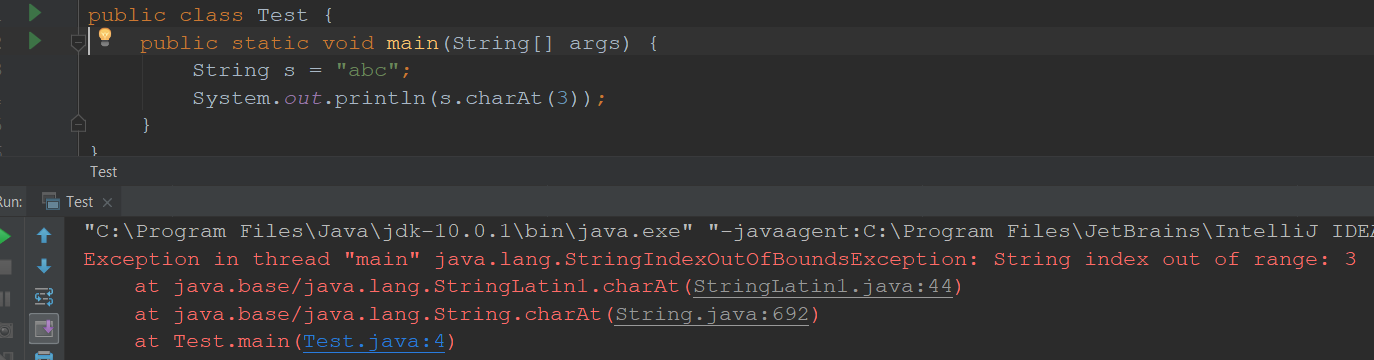 public class Test {
public static void main(String[] args) {
String s = "abc";
System.out.println(s.charAt(3));
}
}
Test
Run: Test ×
"C:\Program Files\Java\jdk-10.0.1\bin\java.exe" "-javaagent:C:\Program Files\JetBrains\IntelliJ IDEA
Exception in thread "main" java.lang.StringIndexOutOfBoundsException: String index out of range: 3
at java.base/java.lang.StringLatin1.charAt(StringLatin1.java:44)
at java.base/java.lang.String.charAt(String.java:692)
at Test.main(Test.java:4)